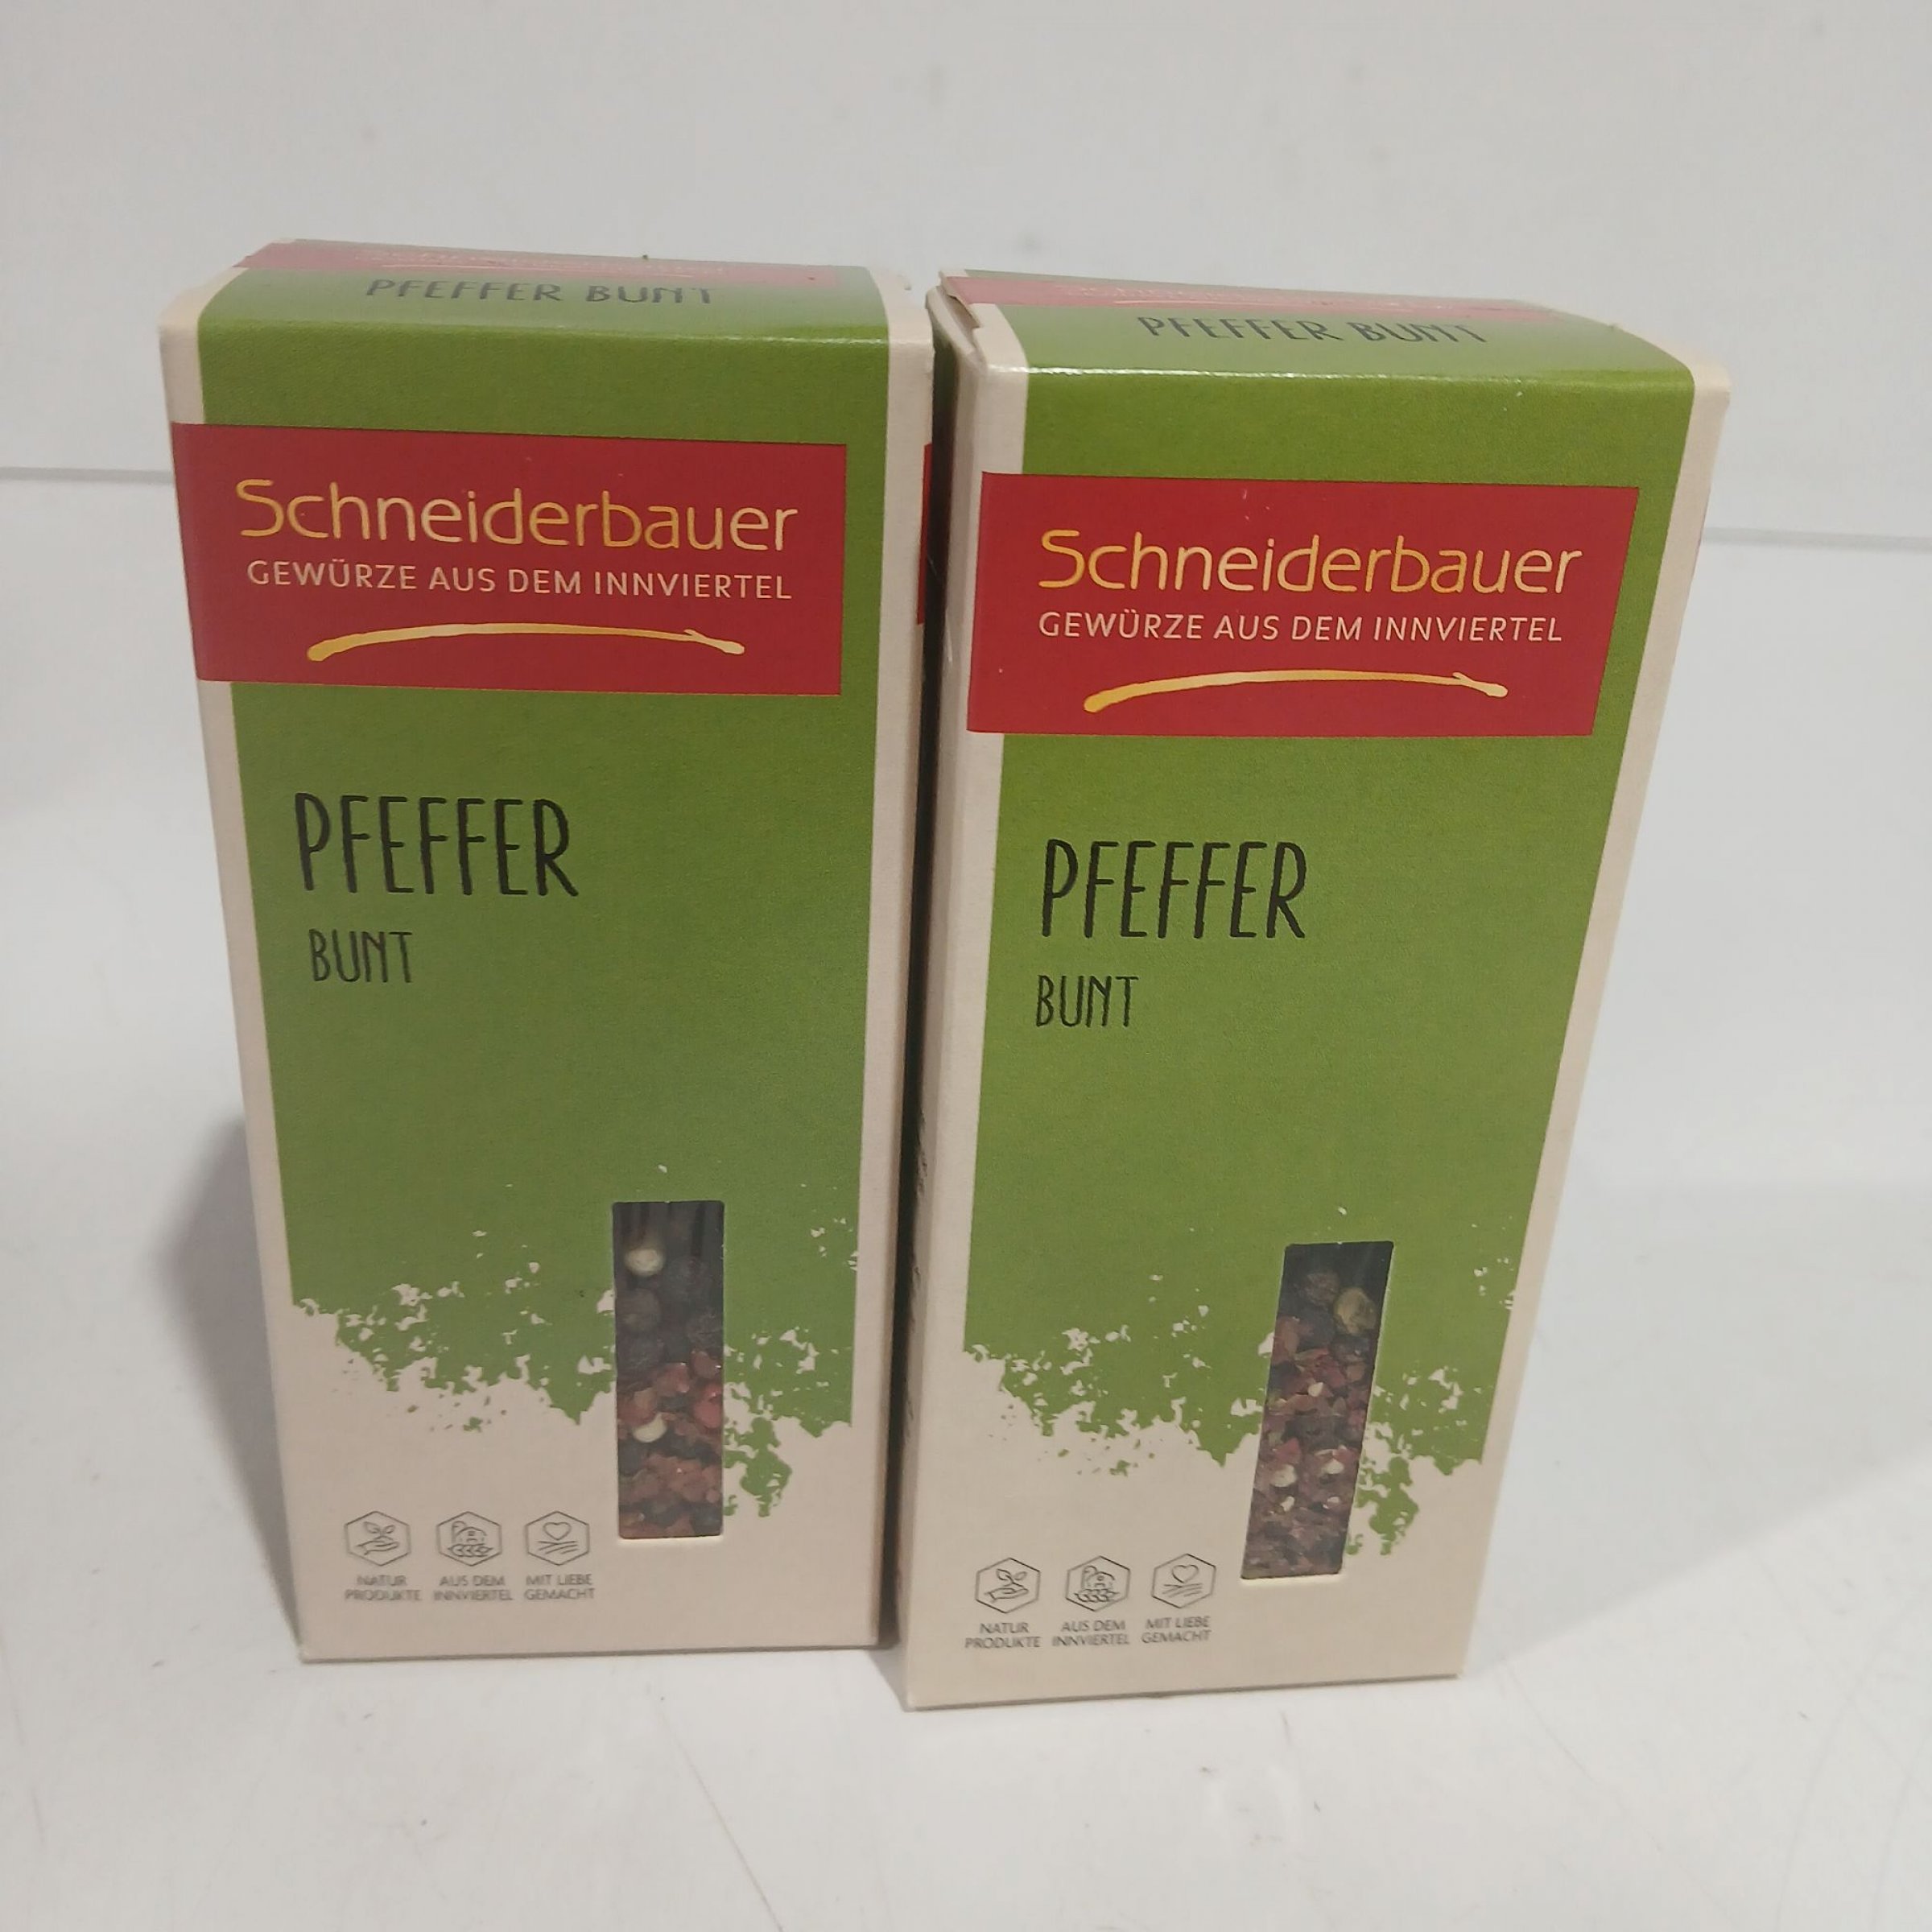 PFEFFER BUNT
Schneiderbauer
GEWÜRZE AUS DEM INNVIERTEL
PFEFFER
BUNT
NATUR
PRODUKTE
AUS DEM
INNVIERTEL
MIT LIEBE
GEMACHT
PFEFFER BUNT
Schneiderbauer
GEWÜRZE AUS DEM INNVIERTEL
PFEFFER
BUNT
NATUR
PRODUKTE
AUS DEM
INNVIERTEL
MIT LIEBE
GEMACHT